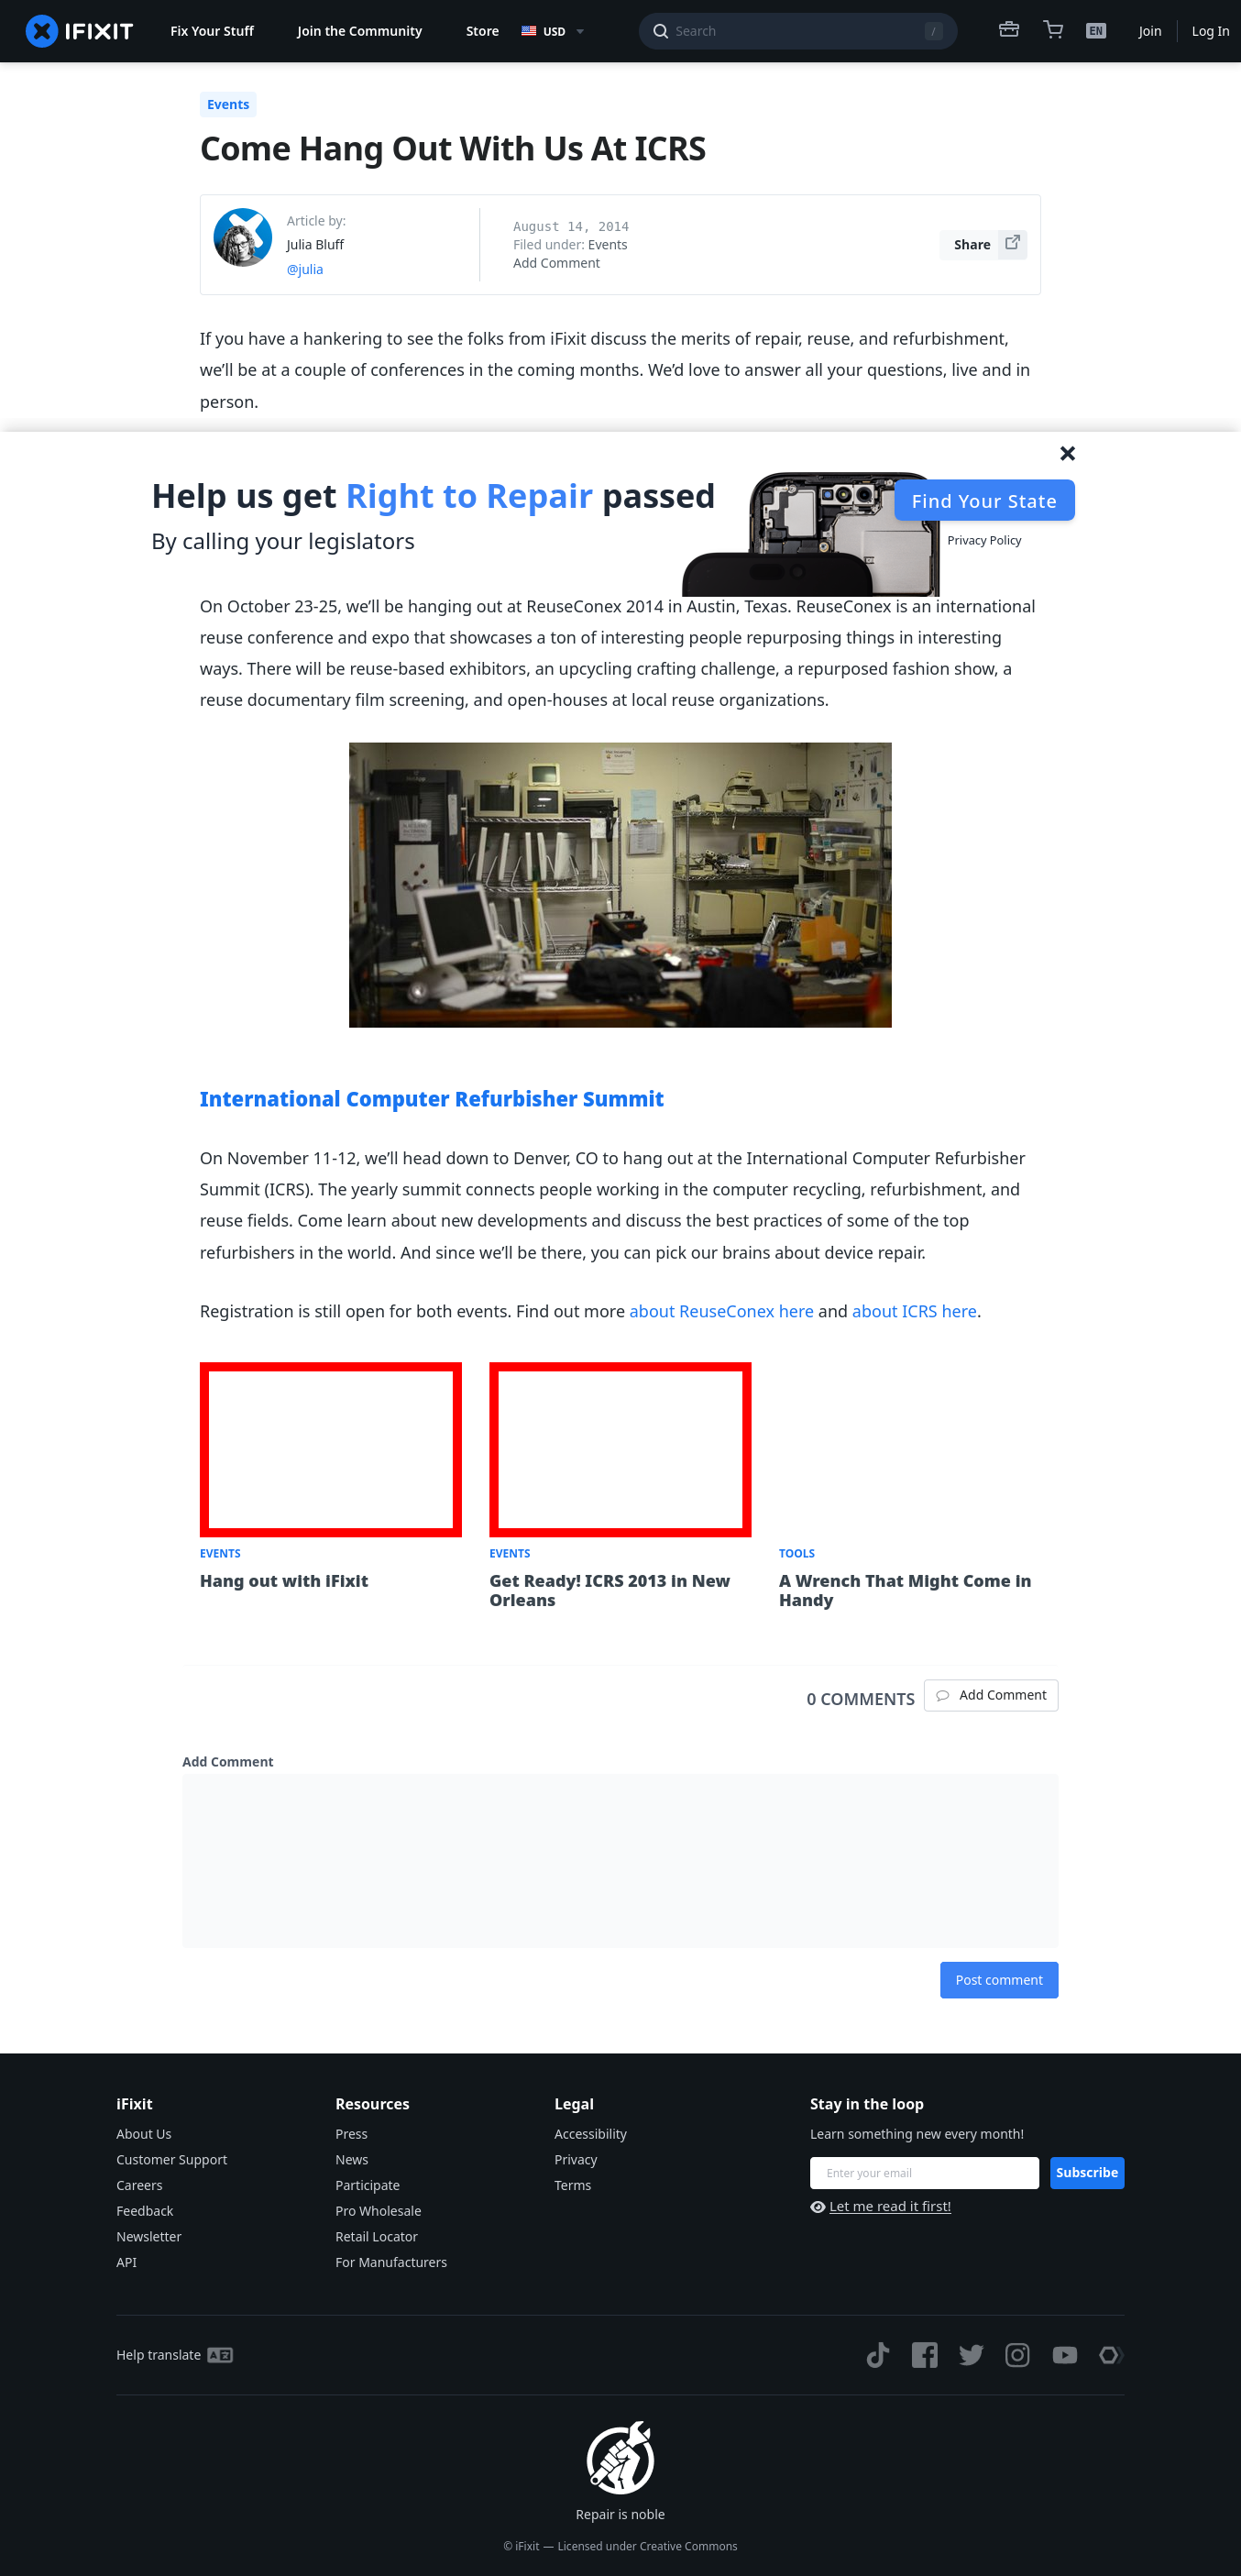 IFIXIT
Fix Your Stuff
Join the Community
Store
USD
Search
/
EN
Join
Log In
Events
Come Hang Out With Us At ICRS
Article by:
Julia Bluff
@julia
August 14, 2014
Filed under: Events
Add Comment
Share
If you have a hankering to see the folks from iFixit discuss the merits of repair, reuse, and refurbishment,
we’ll be at a couple of conferences in the coming months. We’d love to answer all your questions, live and in
person.
Help us get Right to Repair passed
By calling your legislators
Find Your State
Privacy Policy
On October 23-25, we’ll be hanging out at ReuseConex 2014 in Austin, Texas. ReuseConex is an international
reuse conference and expo that showcases a ton of interesting people repurposing things in interesting
ways. There will be reuse-based exhibitors, an upcycling crafting challenge, a repurposed fashion show, a
reuse documentary film screening, and open-houses at local reuse organizations.
International Computer Refurbisher Summit
On November 11-12, we’ll head down to Denver, CO to hang out at the International Computer Refurbisher
Summit (ICRS). The yearly summit connects people working in the computer recycling, refurbishment, and
reuse fields. Come learn about new developments and discuss the best practices of some of the top
refurbishers in the world. And since we’ll be there, you can pick our brains about device repair.
Registration is still open for both events. Find out more about ReuseConex here and about ICRS here.
EVENTS
Hang out with iFixit
EVENTS
Get Ready! ICRS 2013 in New
Orleans
TOOLS
A Wrench That Might Come in
Handy
0 COMMENTS
Add Comment
Add Comment
Post comment
iFixit
About Us
Customer Support
Careers
Feedback
Newsletter
API
Resources
Press
News
Participate
Pro Wholesale
Retail Locator
For Manufacturers
Legal
Accessibility
Privacy
Terms
Stay in the loop
Learn something new every month!
Enter your email
Subscribe
Let me read it first!
Help translate
Repair is noble
© iFixit — Licensed under Creative Commons